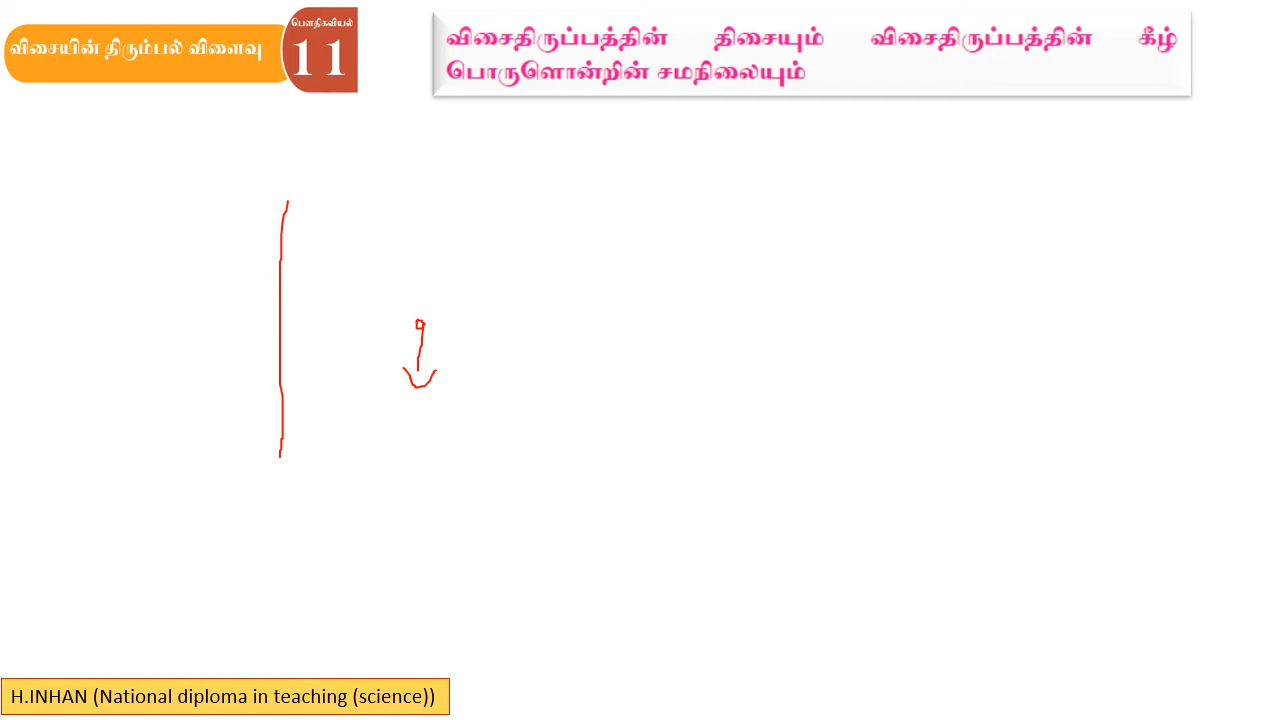 விசையின் திரும்பல் விளைவு
பௌதிகவியல்
11
விசைதிருப்பத்தின் திசையும் விசைதிருப்பத்தின் கீழ்
பொருளொன்றின் சமநிலையும்
H.INHAN (National diploma in teaching (science))